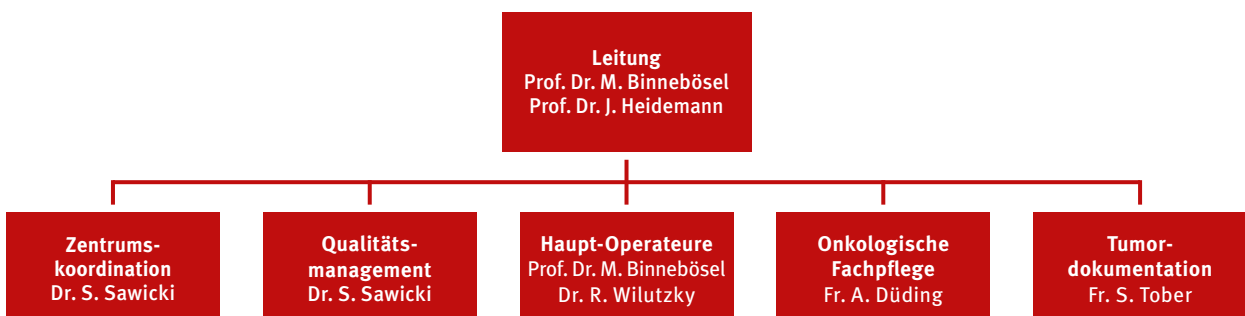 Leitung
Prof. Dr. M. Binnebösel
Prof. Dr. J. Heidemann
Zentrums-
koordination
Dr. S. Sawicki
Qualitäts-
management
Dr. S. Sawicki
Haupt-Operateure
Prof. Dr. M. Binnebösel
Dr. R. Wilutzky
Onkologische
Fachpflege
Fr. A. Düding
Tumor-
dokumentation
Fr. S. Tober